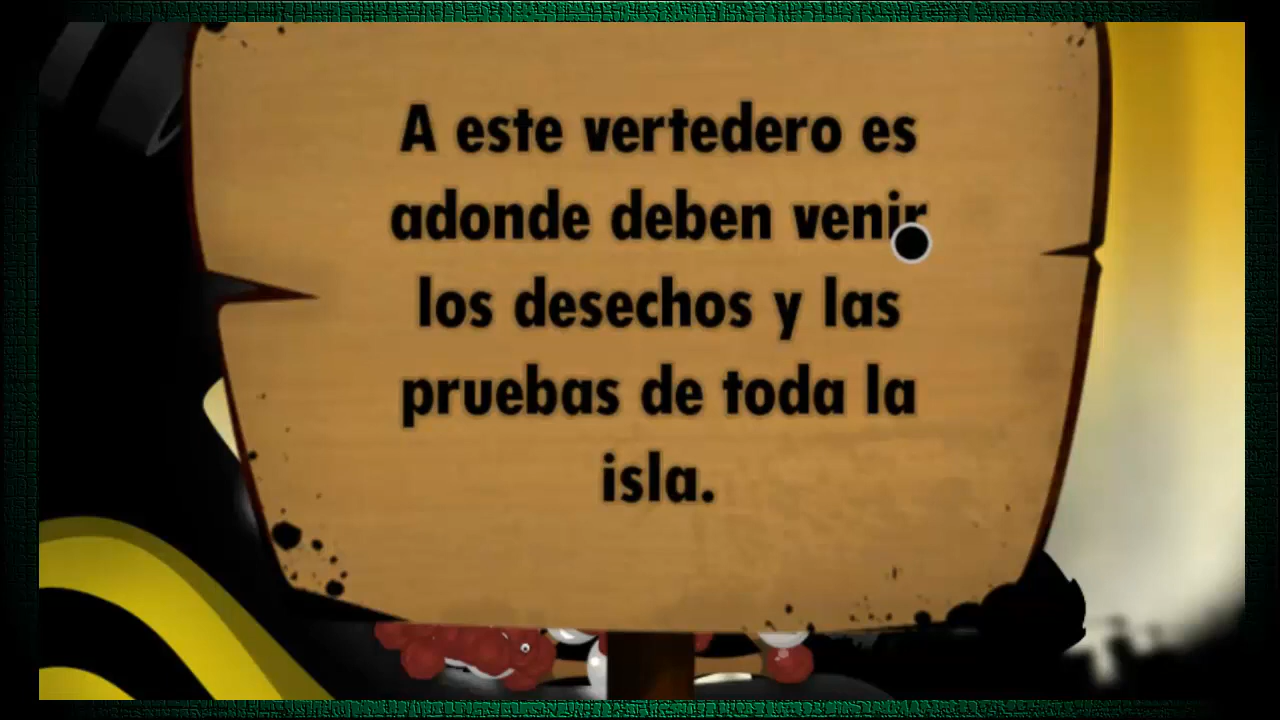 A este vertedero es
adonde deben venir
los desechos y las
pruebas de toda la
isla.